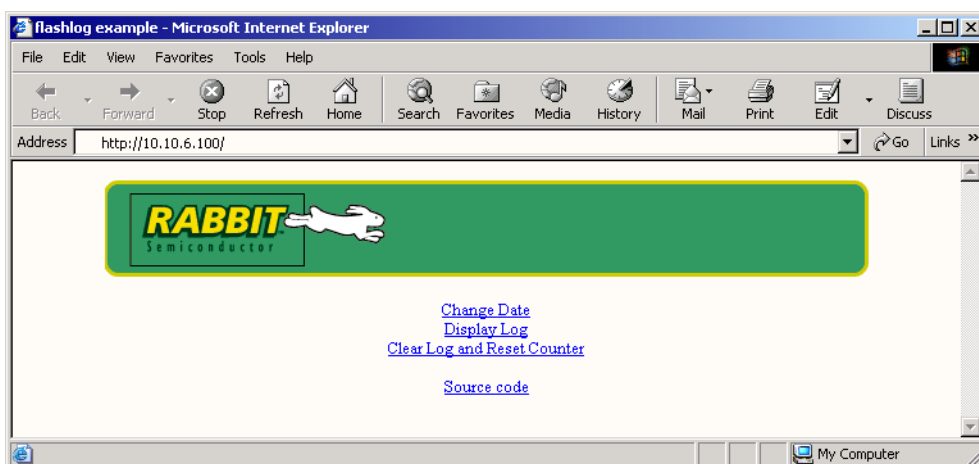 flashlog example - Microsoft Internet Explorer
File Edit View Favorites Tools Help
Back Forward Stop Refresh Home Search Favorites Media History Mail Print Edit Discuss
Address http://10.10.6.100/ Go Links »
RABBIT
Semiconductor
Change Date
Display Log
Clear Log and Reset Counter
Source code
My Computer